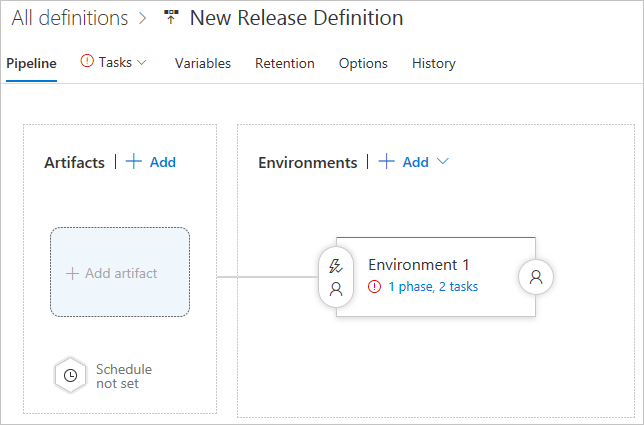 All definitions > New Release Definition
Pipeline Tasks Variables Retention Options History
Artifacts | + Add
Environments | + Add
+ Add artifact
Schedule
not set
Environment 1
1 phase, 2 tasks